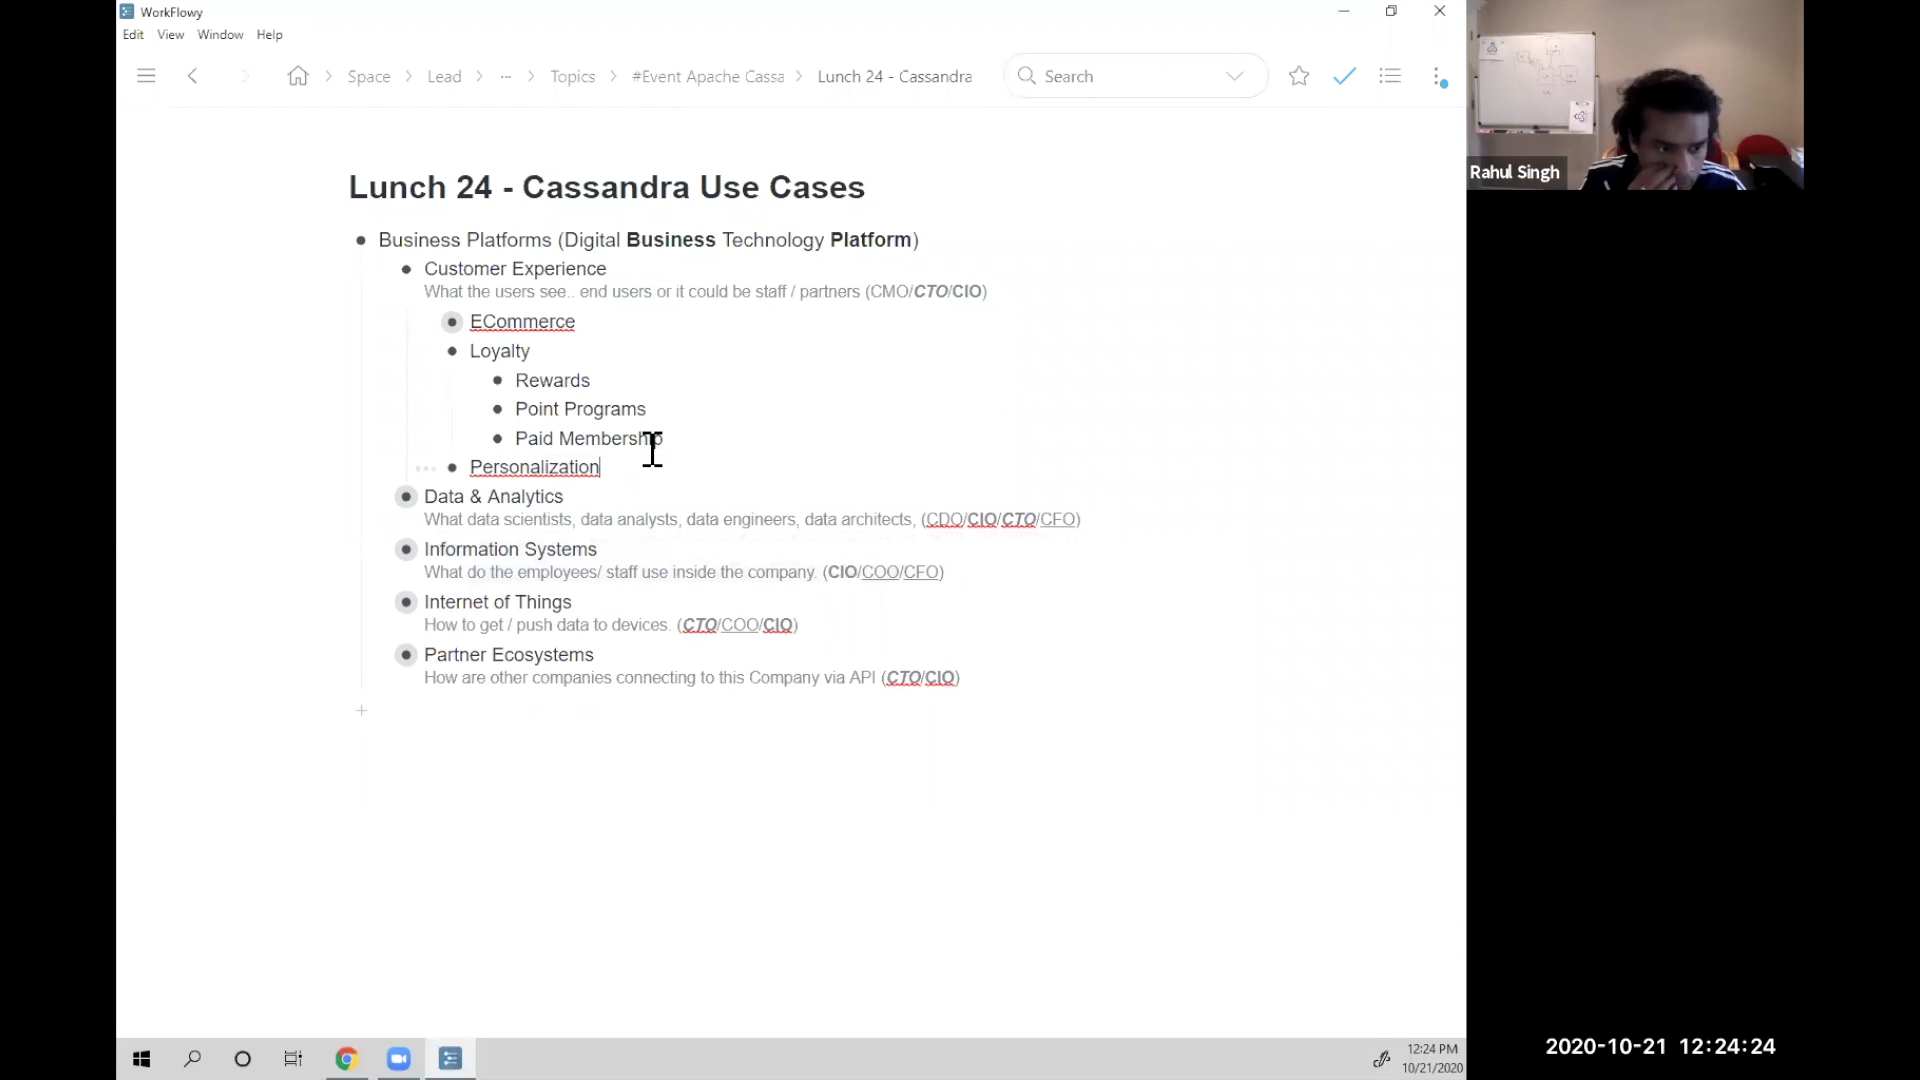 WorkFlowy
Edit View Window Help
Space Lead ... Topics #Event Apache Cassa Lunch 24 - Cassandra Search
Rahul Singh
Lunch 24 - Cassandra Use Cases
Business Platforms (Digital Business Technology Platform)
Customer Experience
What the users see.. end users or it could be staff / partners (CMO/CTO/CIO)
ECommerce
Loyalty
Rewards
Point Programs
Paid Membership
Personalization
Data & Analytics
What data scientists, data analysts, data engineers, data architects, (CDO/CIO/CTO/CFO)
Information Systems
What do the employees/ staff use inside the company. (CIO/COO/CFO)
Internet of Things
How to get / push data to devices. (CTO/COO/CIO)
Partner Ecosystems
How are other companies connecting to this Company via API (CTO/CIO)
12:24 PM
10/21/2020
2020-10-21 12:24:24